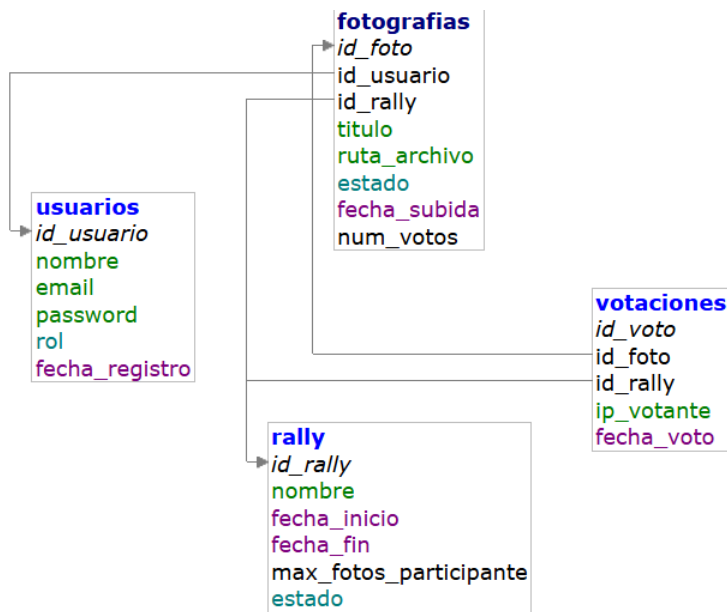 fotografias
id_foto
id_usuario
id_rally
titulo
ruta_archivo
estado
fecha_subida
num_votos
usuarios
id_usuario
nombre
email
password
rol
fecha_registro
votaciones
id_voto
id_foto
id_rally
ip_votante
fecha_voto
rally
id_rally
nombre
fecha_inicio
fecha_fin
max_fotos_participante
estado